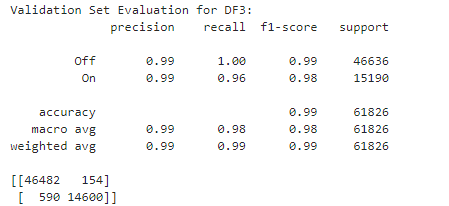 Validation Set Evaluation for DF3:
precision recall f1-score support
Off 0.99 1.00 0.99 46636
On 0.99 0.96 0.98 15190
accuracy 0.99 61826
macro avg 0.99 0.98 0.98 61826
weighted avg 0.99 0.99 0.99 61826
[[46482 154]
[ 590 14600]]